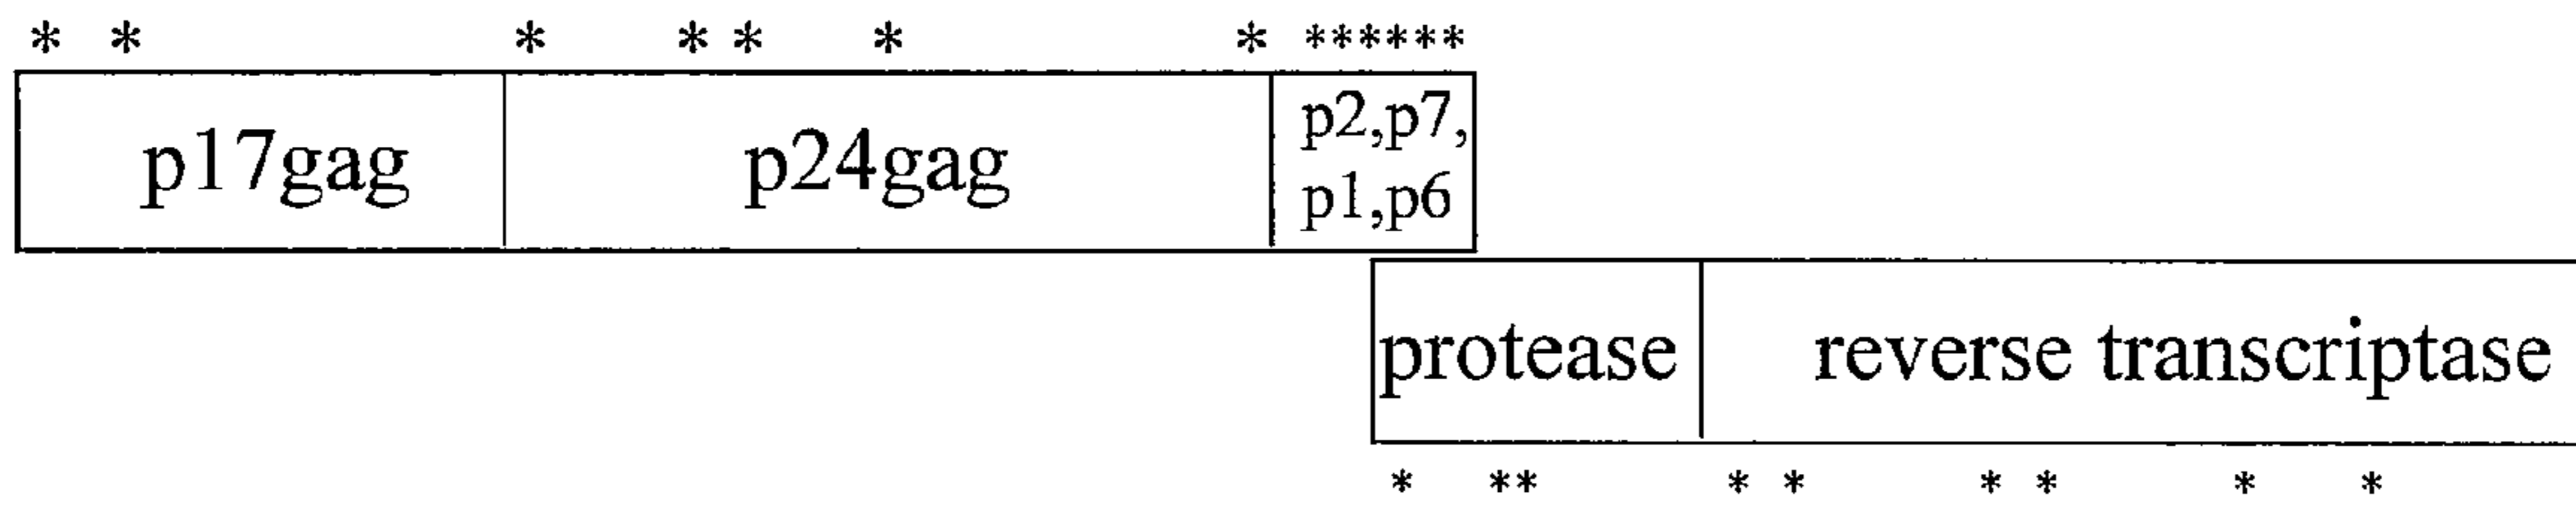 * * * * * * * ******
p17gag p24gag p2,p7,
p1,p6
protease reverse transcriptase
* ** * * * * * *